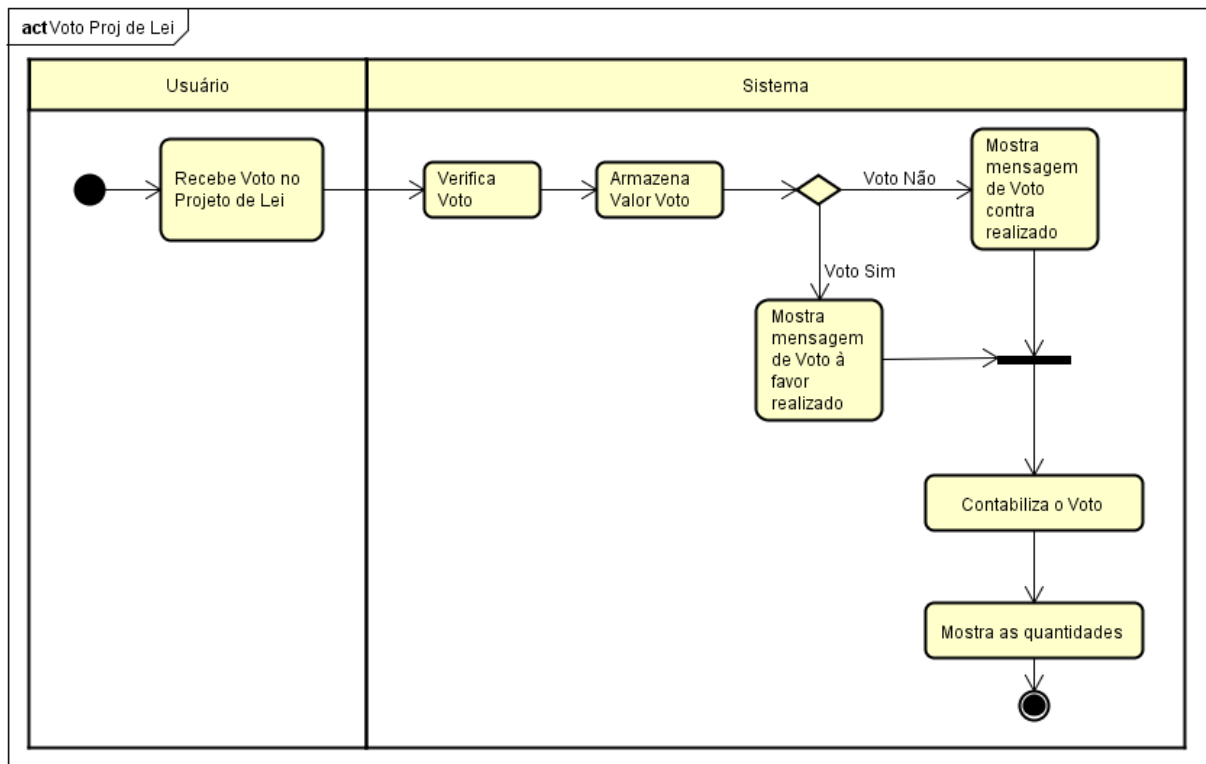 act Voto Proj de Lei
Usuário
Sistema
Recebe Voto no
Projeto de Lei
Verifica
Voto
Armazena
Valor Voto
Voto Não
Mostra
mensagem
de Voto
contra
realizado
Voto Sim
Mostra
mensagem
de Voto à
favor
realizado
Contabiliza o Voto
Mostra as quantidades